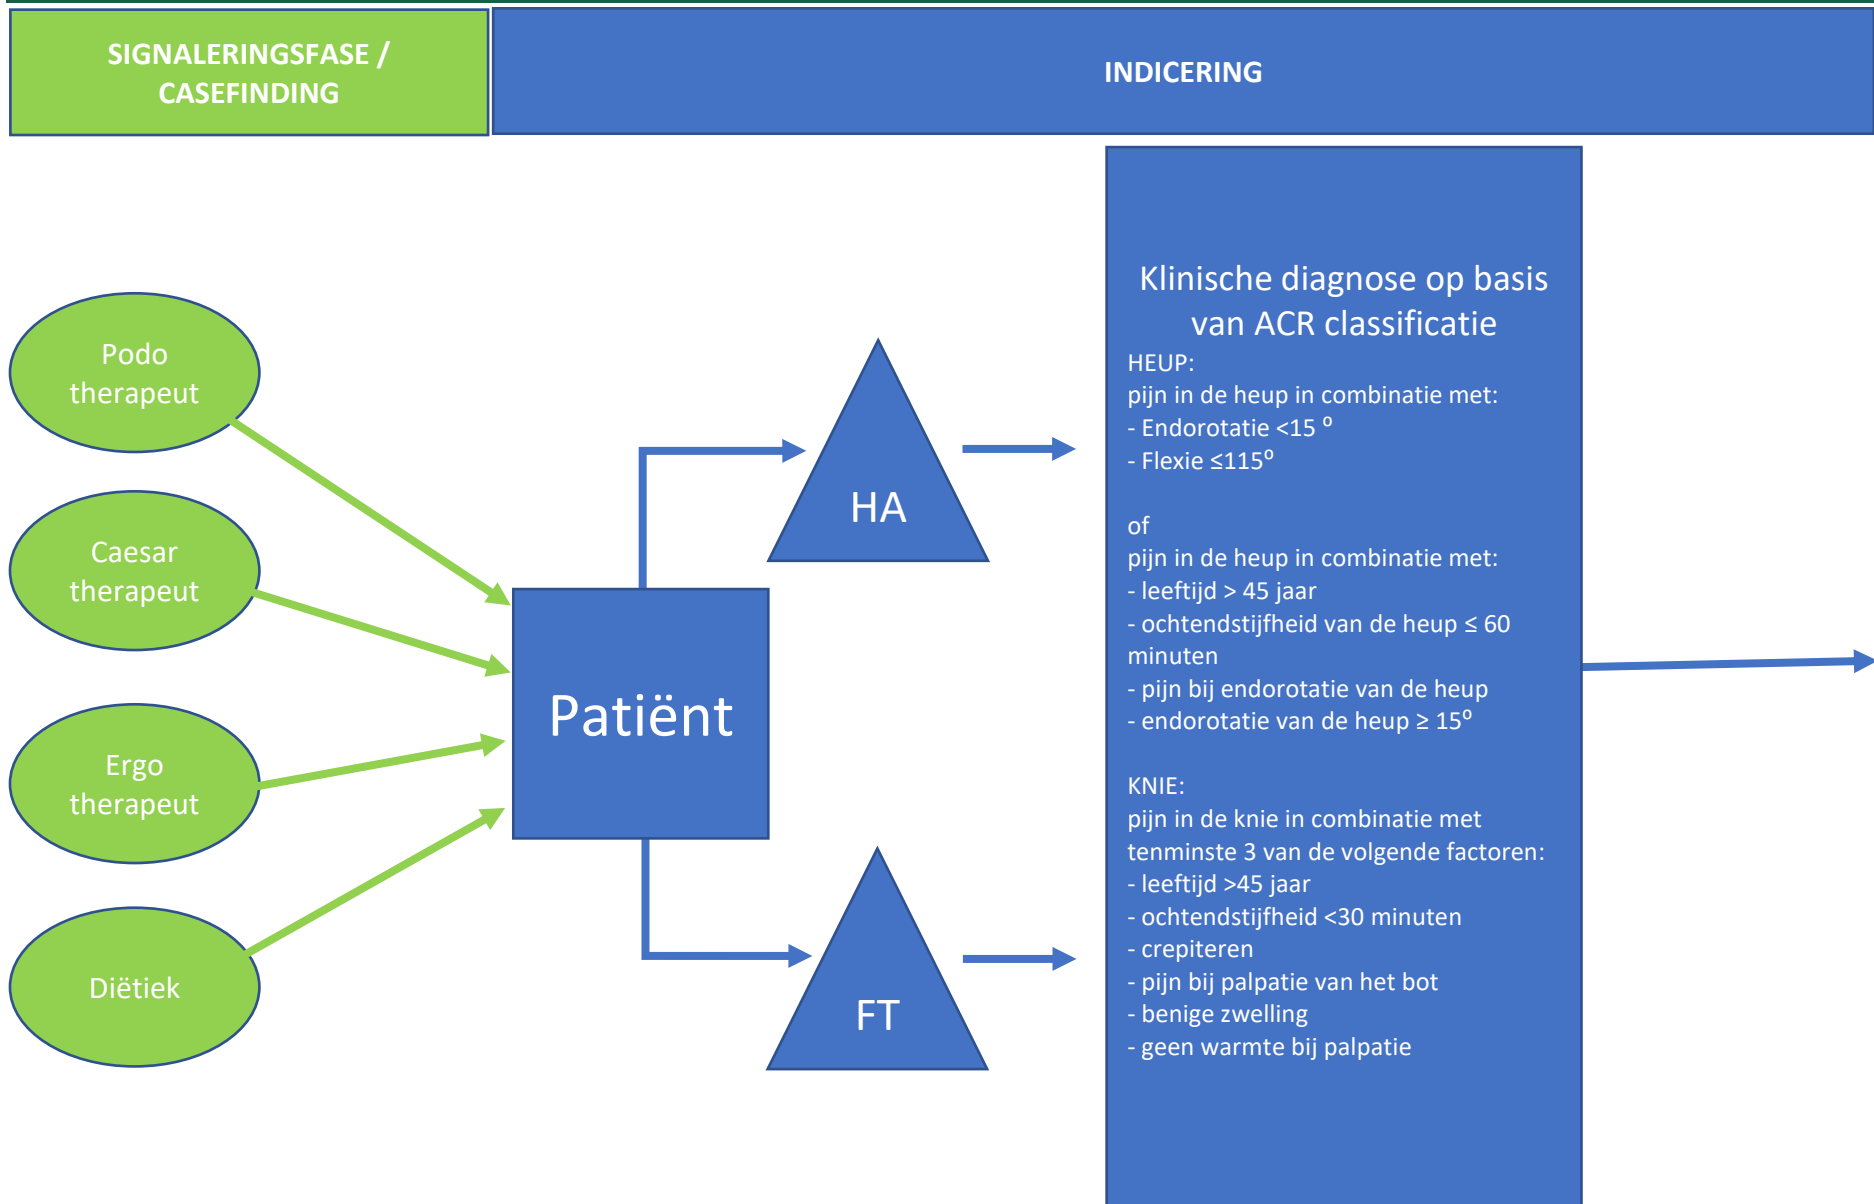 SIGNALERINGSFASE /
CASEFINDING
INDICERING
Podo
therapeut
Caesar
therapeut
Ergo
therapeut
Diëtiek
Patiënt
HA
FT
Klinische diagnose op basis
van ACR classificatie
HEUP:
pijn in de heup in combinatie met:
- Endorotatie <15 ⁰
- Flexie ≤115⁰
of
pijn in de heup in combinatie met:
- leeftijd > 45 jaar
- ochtendstijfheid van de heup ≤ 60
minuten
- pijn bij endorotatie van de heup
- endorotatie van de heup ≥ 15⁰
KNIE:
pijn in de knie in combinatie met
tenminste 3 van de volgende factoren:
- leeftijd >45 jaar
- ochtendstijfheid <30 minuten
- crepiteren
- pijn bij palpatie van het bot
- benige zwelling
- geen warmte bij palpatie